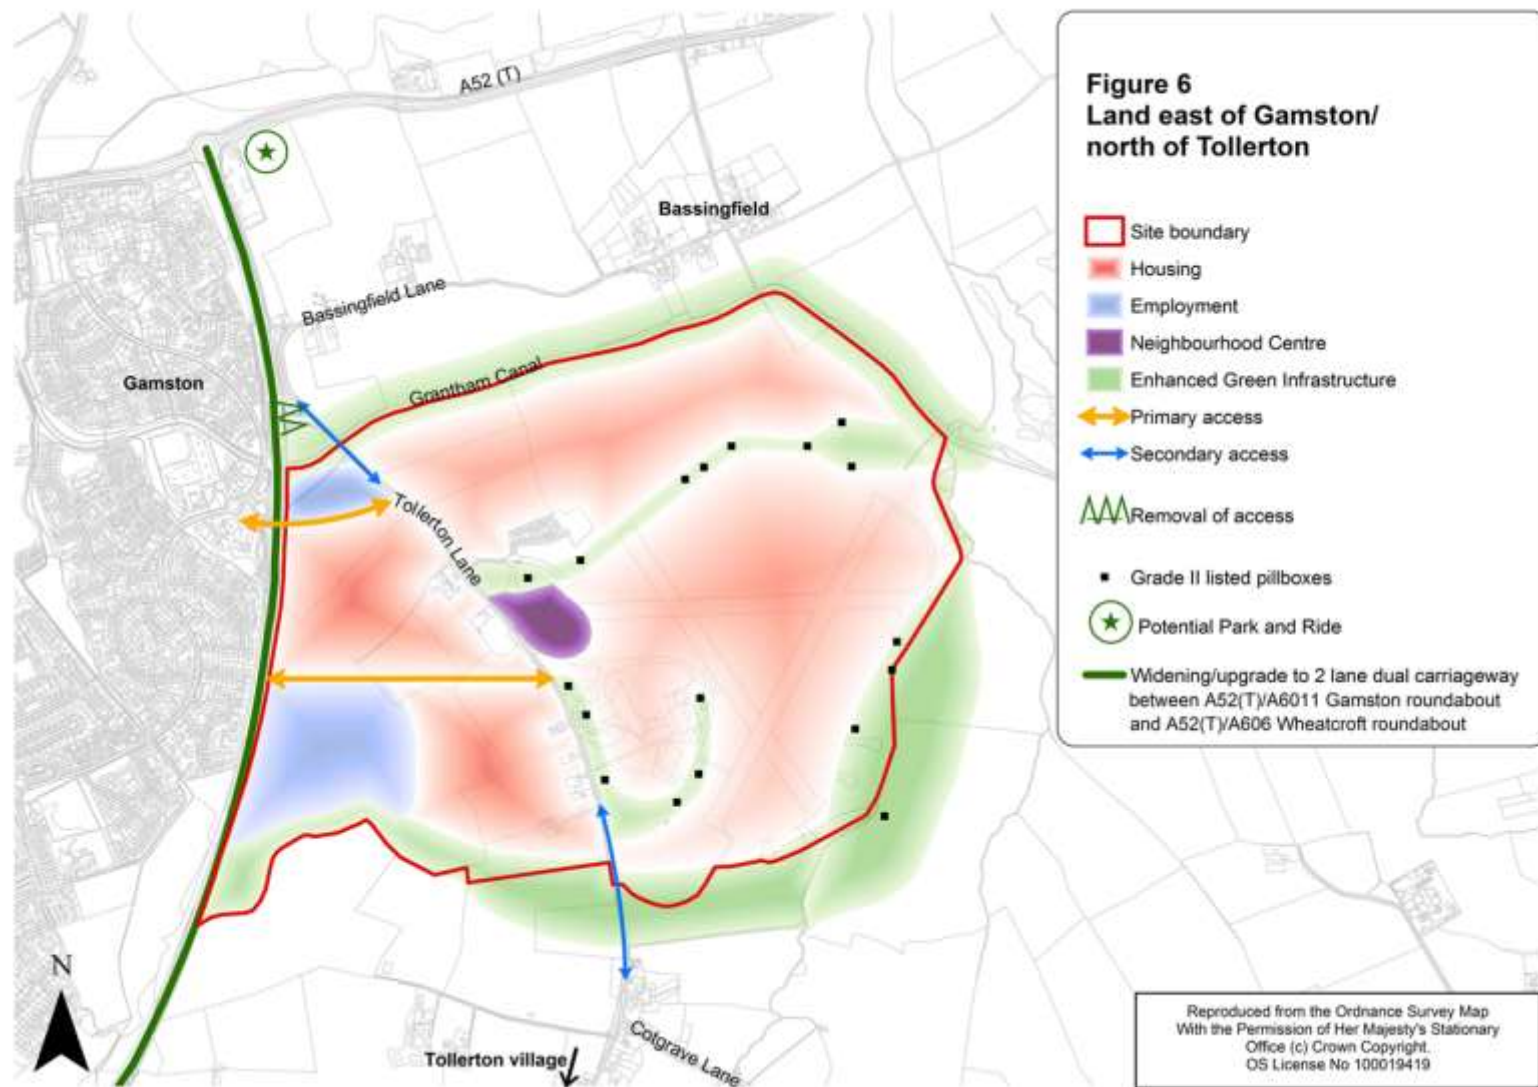 A52 (T)
Bassingfield
Bassingfield Lane
Gamston
Grantham Canal
Tollerton Lane
N
Tollerton village
Cotgrave Lane
Figure 6
Land east of Gamston/
north of Tollerton
Site boundary
Housing
Employment
Neighbourhood Centre
Enhanced Green Infrastructure
Primary access
Secondary access
Removal of access
Grade II listed pillboxes
Potential Park and Ride
Widening/upgrade to 2 lane dual carriageway
between A52(T)/A6011 Gamston roundabout
and A52(T)/A606 Wheatcroft roundabout
Reproduced from the Ordnance Survey Map
With the Permission of Her Majesty's Stationary
Office (c) Crown Copyright.
OS License No 100019419